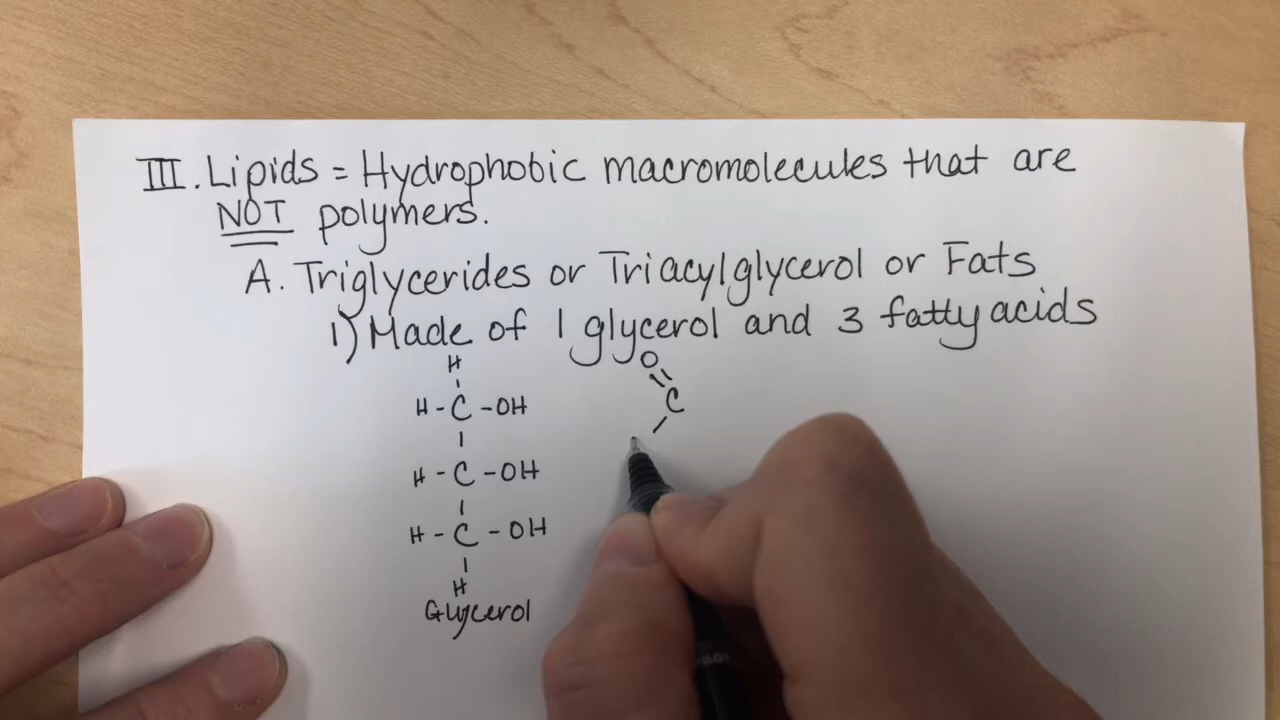 III. Lipids = Hydrophobic macromolecules that are
NOT polymers.
A. Triglycerides or Triacylglycerol or Fats
1) Made of 1 glycerol and 3 fatty acids
H
H - C - OH
H - C - OH
H - C - OH
H
Glycerol
O
C